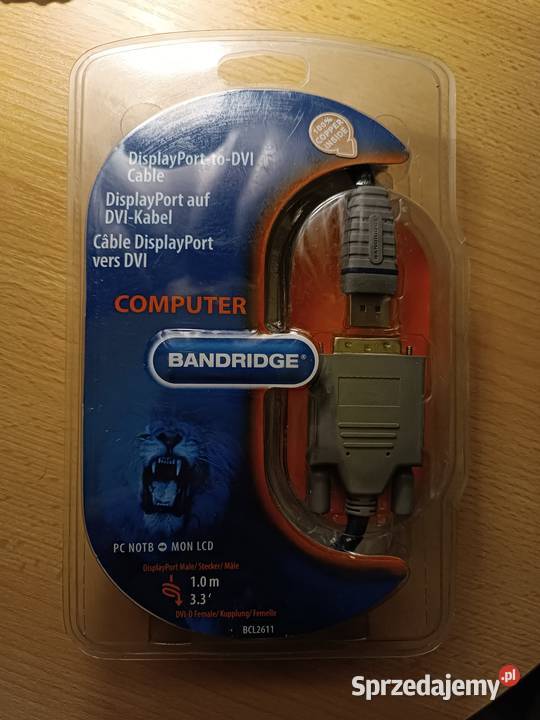 100%
COPPER
INSIDE
DisplayPort-to-DVI
Cable
DisplayPort auf
DVI-Kabel
Câble DisplayPort
vers DVI
COMPUTER
BANDRIDGE®
BANDRIDGE
PC NOTB ➲ MON LCD
DisplayPort Male/ Stecker/ Mâle
1.0 m
3.3‘
DVI-D Female/ Kupplung/ Femelle
BCL2611
Sprzedajemy.pl